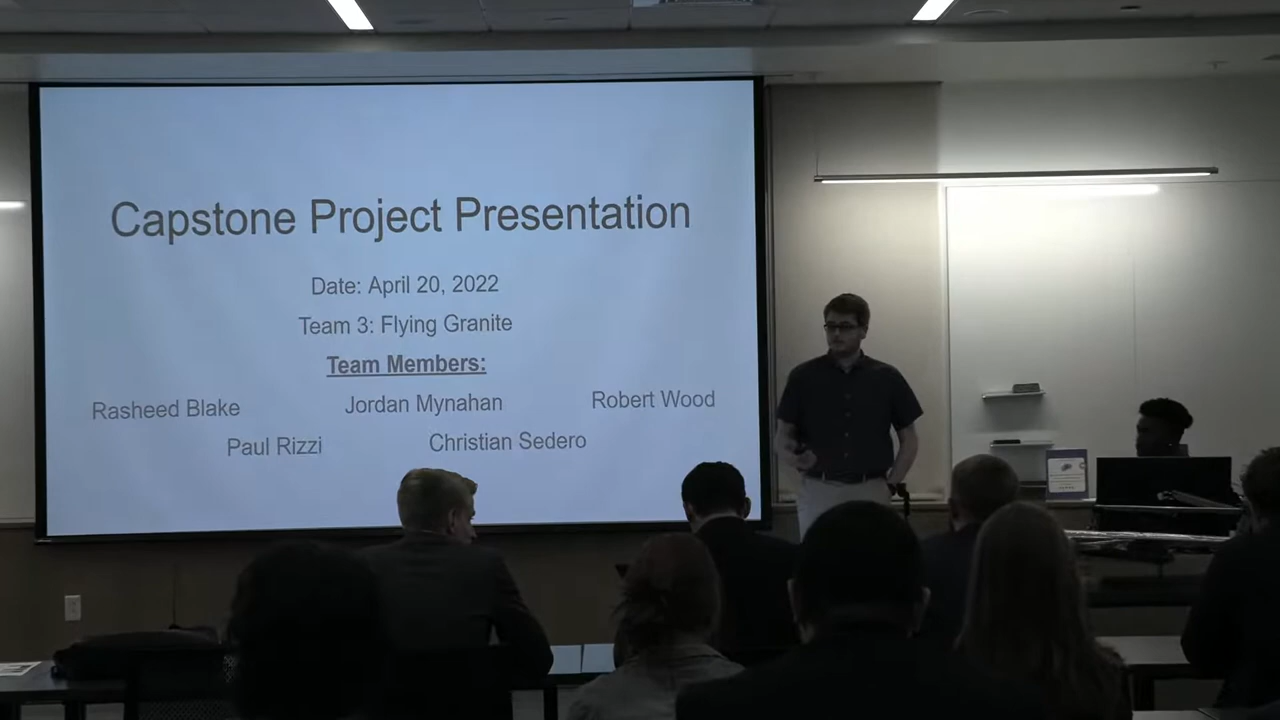 Capstone Project Presentation
Date: April 20, 2022
Team 3: Flying Granite
Team Members:
Rasheed Blake Jordan Mynahan Robert Wood
Paul Rizzi Christian Sedero